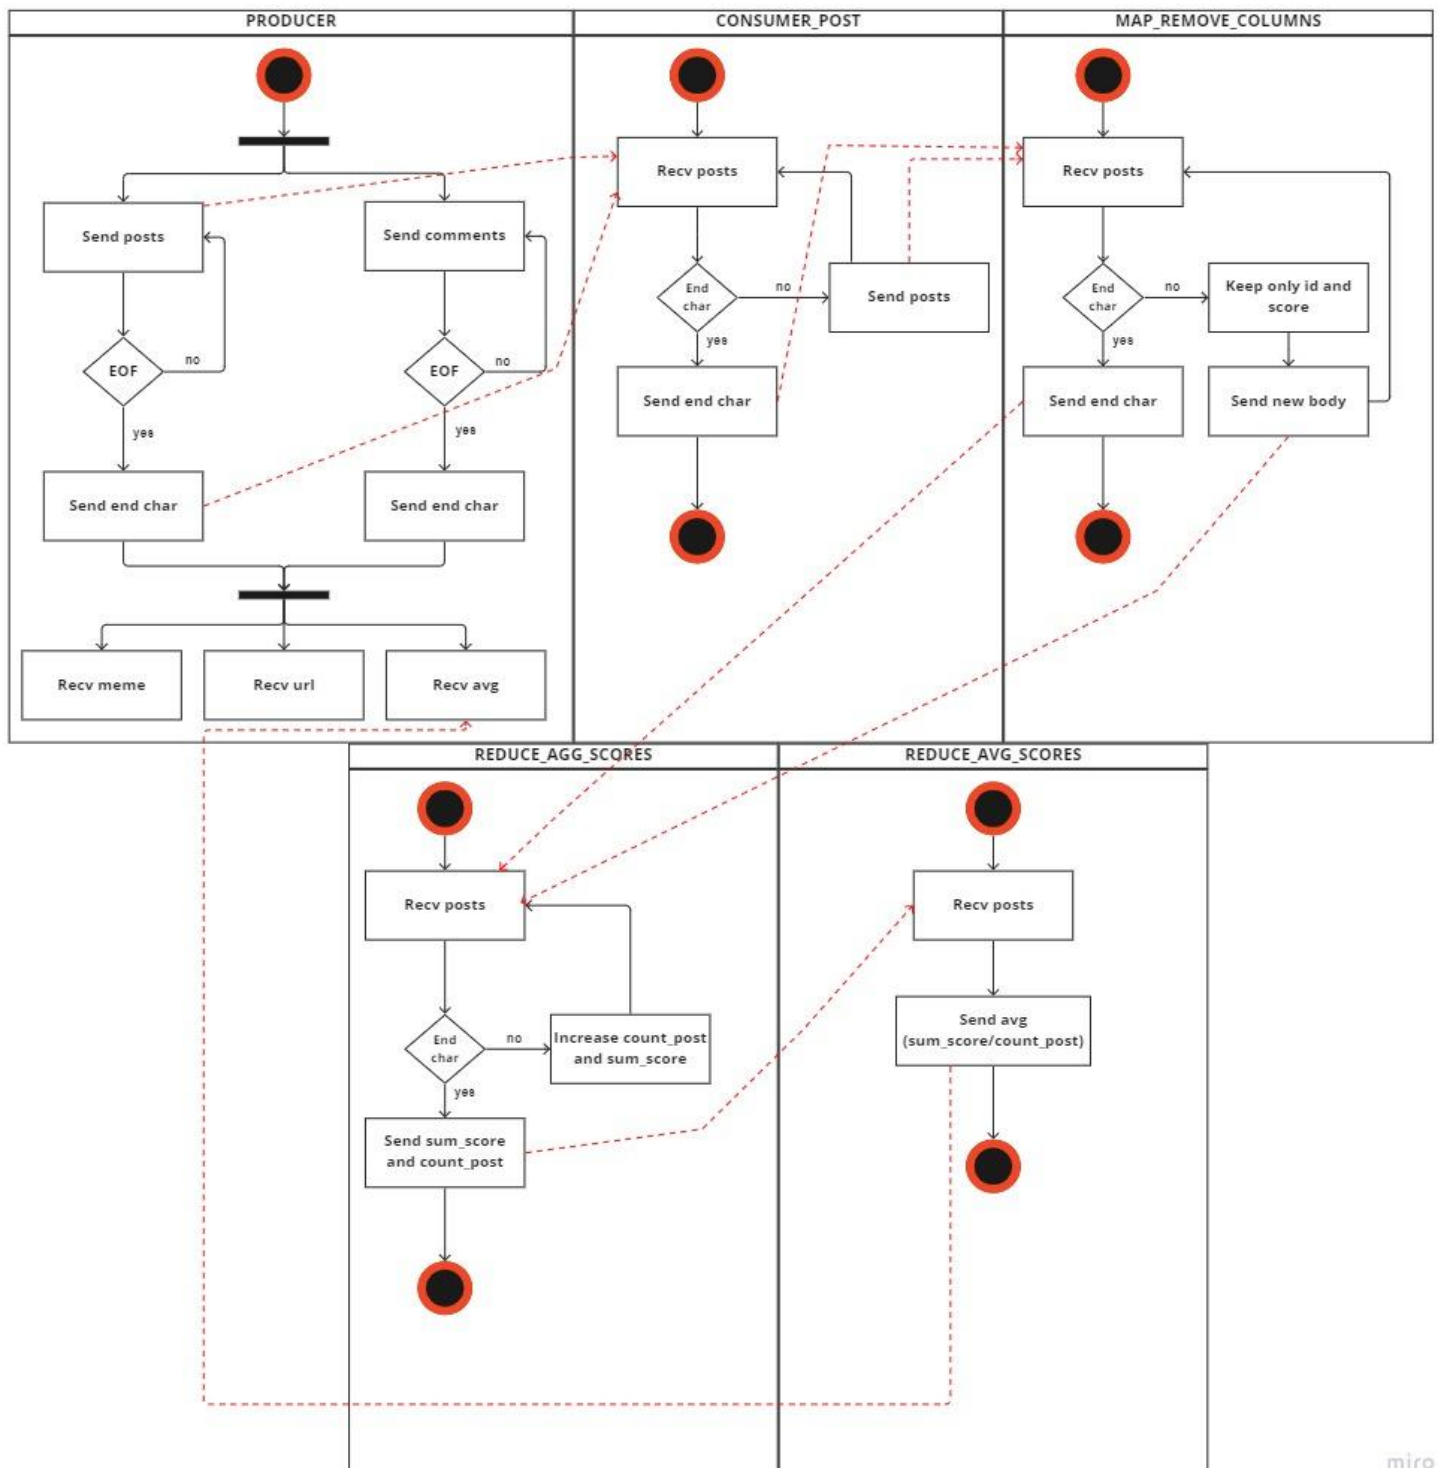 PRODUCER
CONSUMER_POST
MAP_REMOVE_COLUMNS
Send posts
Send comments
EOF
no
EOF
no
yes
yes
Send end char
Send end char
Recv meme
Recv url
Recv avg
Recv posts
End
char
no
Send posts
yes
Send end char
Recv posts
End
char
no
Keep only id and
score
yes
Send end char
Send new body
REDUCE_AGG_SCORES
REDUCE_AVG_SCORES
Recv posts
End
char
no
Increase count_post
and sum_score
yes
Send sum_score
and count_post
Recv posts
Send avg
(sum_score/count_post)
miro